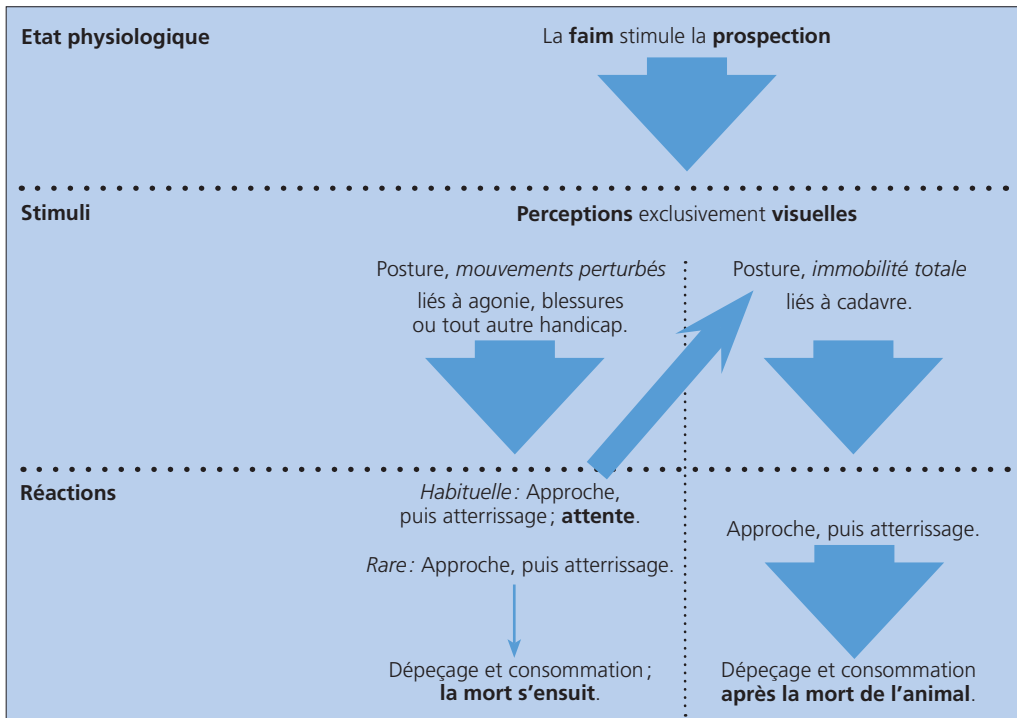 Etat physiologique
La faim stimule la prospection
Stimuli
Perceptions exclusivement visuelles
Posture, mouvements perturbés
liés à agonie, blessures
ou tout autre handicap.
Posture, immobilité totale
liés à cadavre.
Réactions
Habituelle : Approche,
puis atterrissage ; attente.
Rare : Approche, puis atterrissage.
Dépeçage et consommation ;
la mort s’ensuit.
Approche, puis atterrissage.
Dépeçage et consommation
après la mort de l’animal.